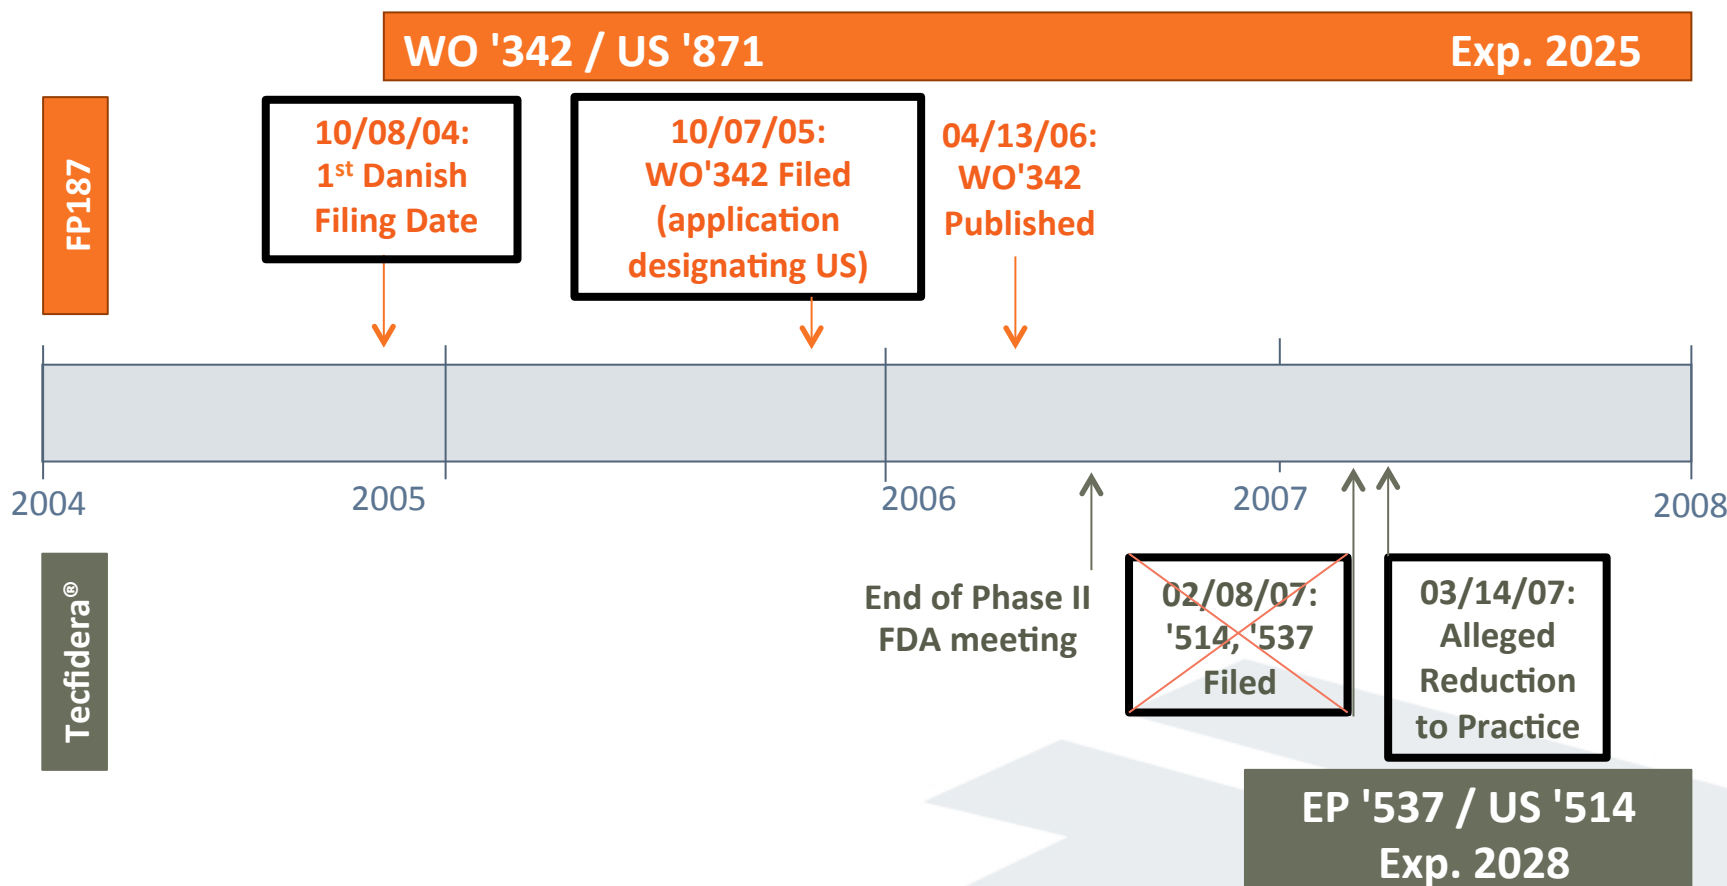 WO '342 / US '871 Exp. 2025
FP187
10/08/04:
1st Danish
Filing Date
10/07/05:
WO'342 Filed
(application
designating US)
04/13/06:
WO'342
Published
2004
2005
2006
2007
2008
Tecfidera®
End of Phase II
FDA meeting
02/08/07:
'514, '537
Filed
03/14/07:
Alleged
Reduction
to Practice
EP '537 / US '514
Exp. 2028